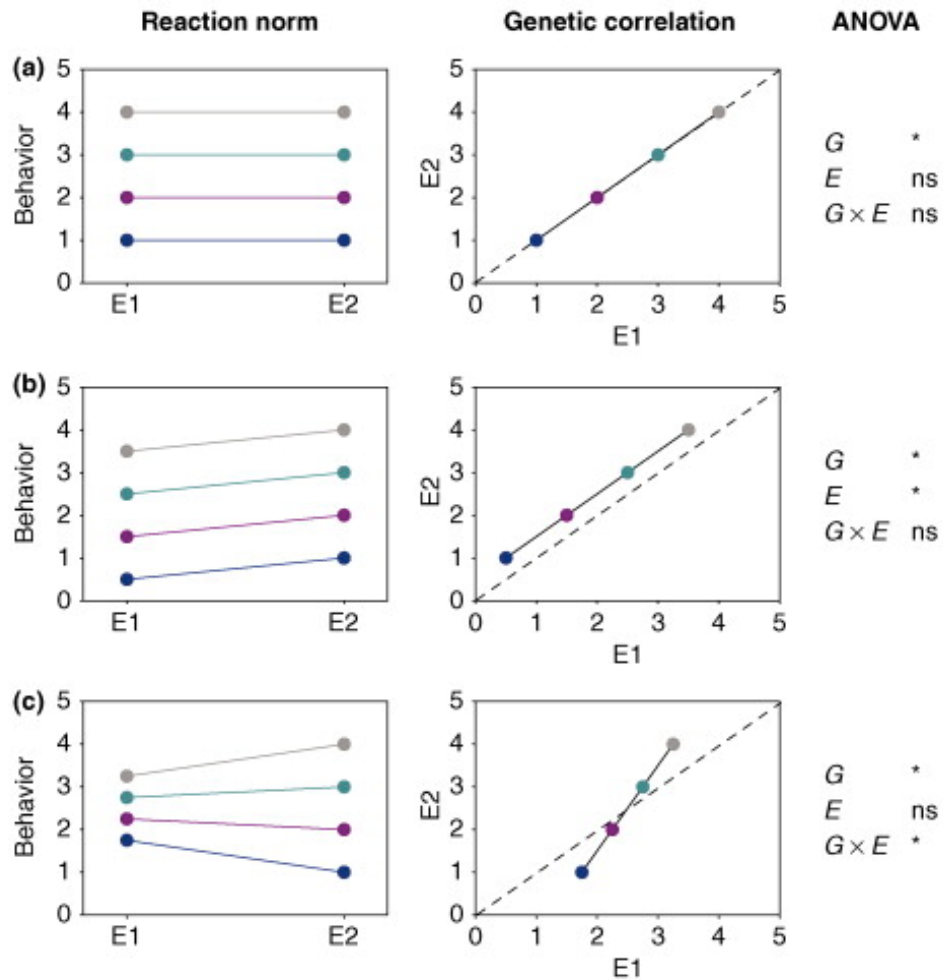 Reaction norm Genetic correlation ANOVA
(a)
5
4
3
2
1
0
Behavior
E1 E2
5
4
3
2
1
0
E2
0 1 2 3 4 5
E1
G *
E ns
G × E ns
(b)
5
4
3
2
1
0
Behavior
E1 E2
5
4
3
2
1
0
E2
0 1 2 3 4 5
E1
G *
E *
G × E ns
(c)
5
4
3
2
1
0
Behavior
E1 E2
5
4
3
2
1
0
E2
0 1 2 3 4 5
E1
G *
E ns
G × E *